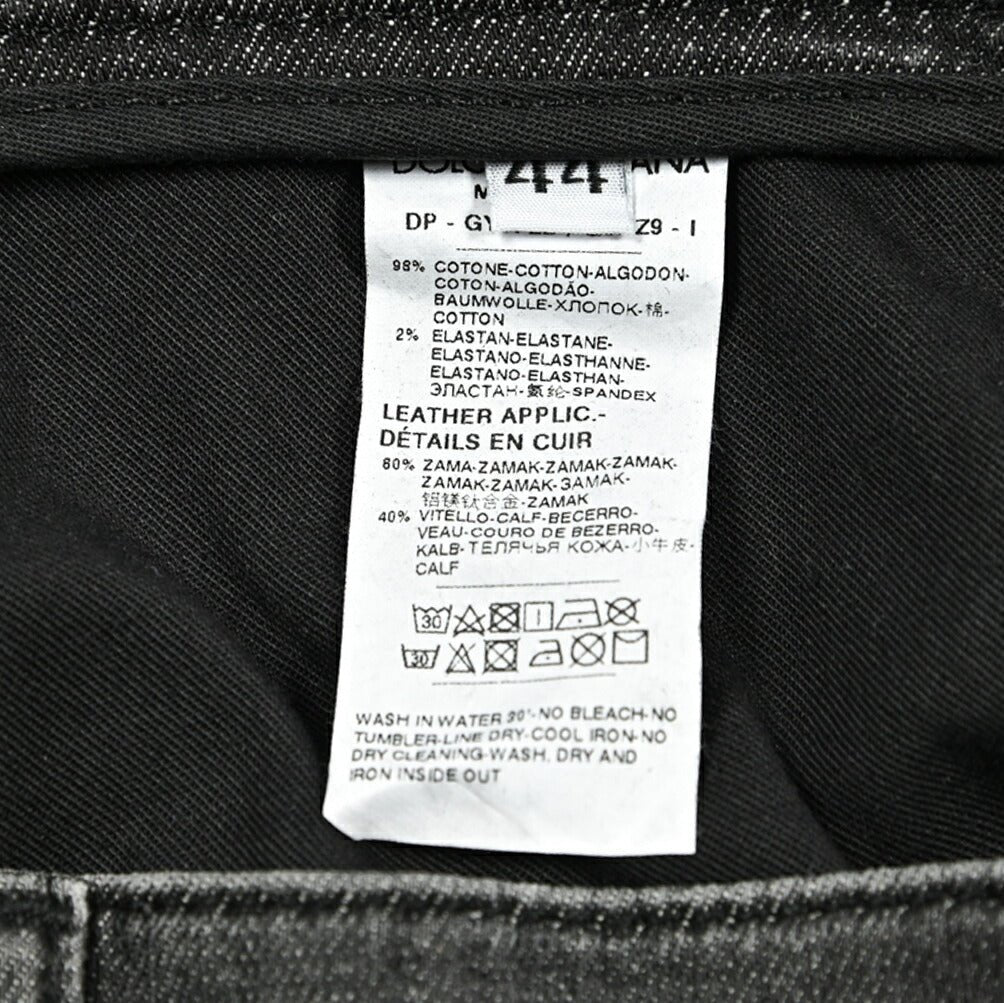 44
DP - GY Z9 - I
98% COTONE-COTTON-ALGODON-
COTON-ALGODÃO-
BAUMWOLLE-ХЛОПОК-棉-
COTTON
2% ELASTAN-ELASTANE-
ELASTANO-ELASTHANNE-
ELASTANO-ELASTHAN-
ЭЛАСТАН-氨纶-SPANDEX
LEATHER APPLIC.-
DÉTAILS EN CUIR
60% ZAMA-ZAMAK-ZAMAK-ZAMAK-
ZAMAK-ZAMAK-ЗАМАК-
铝镁钛合金-ZAMAK
40% VITELLO-CALF-BECERRO-
VEAU-COURO DE BEZERRO-
KALB-ТЕЛЯЧЬЯ КОЖА-小牛皮-
CALF
30
30
WASH IN WATER 30°-NO BLEACH-NO
TUMBLER-LINE DRY-COOL IRON-NO
DRY CLEANING-WASH, DRY AND
IRON INSIDE OUT